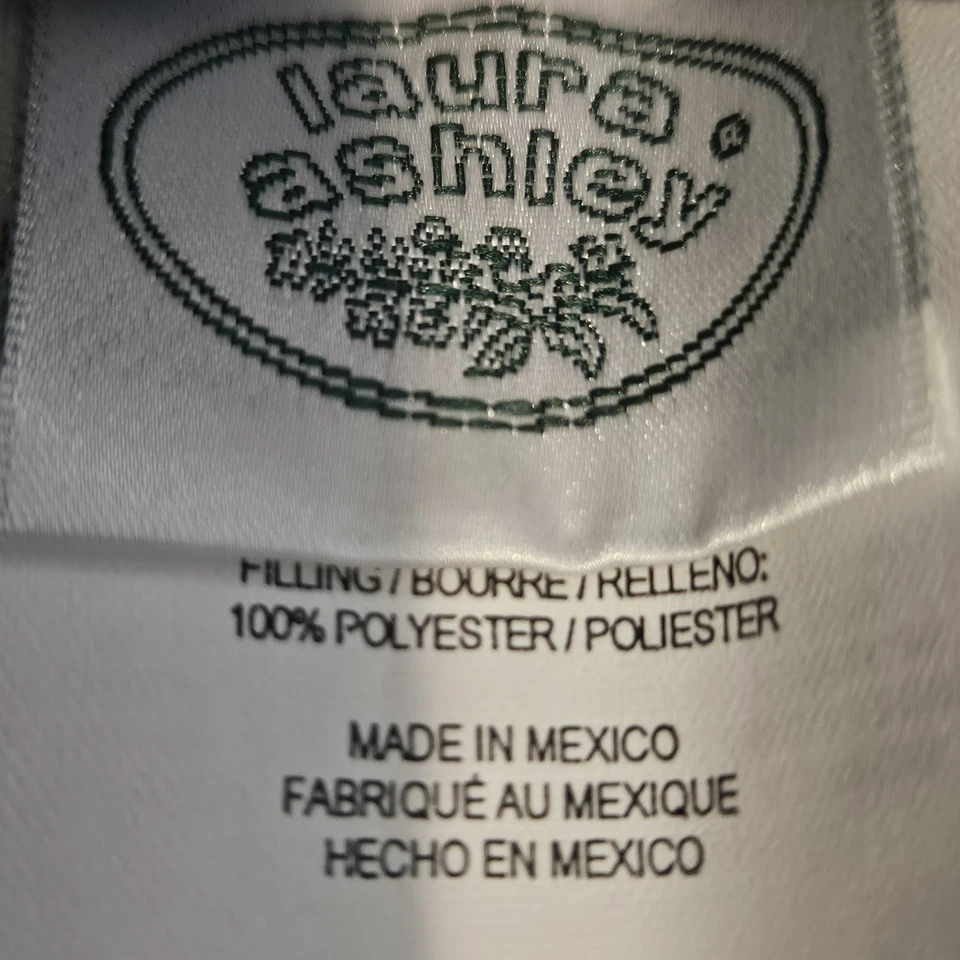 laura
ashley®
FILLING / BOURRE / RELLENO:
100% POLYESTER / POLIESTER
MADE IN MEXICO
FABRIQUÉ AU MEXIQUE
HECHO EN MEXICO